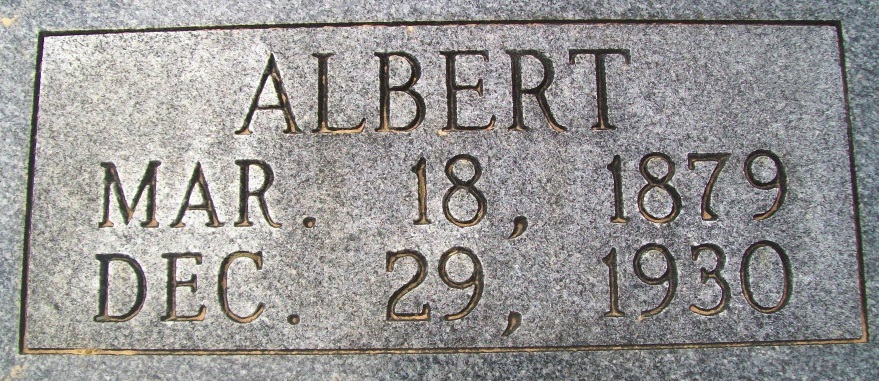 ALBERT
MAR. 18, 1879
DEC. 29, 1930